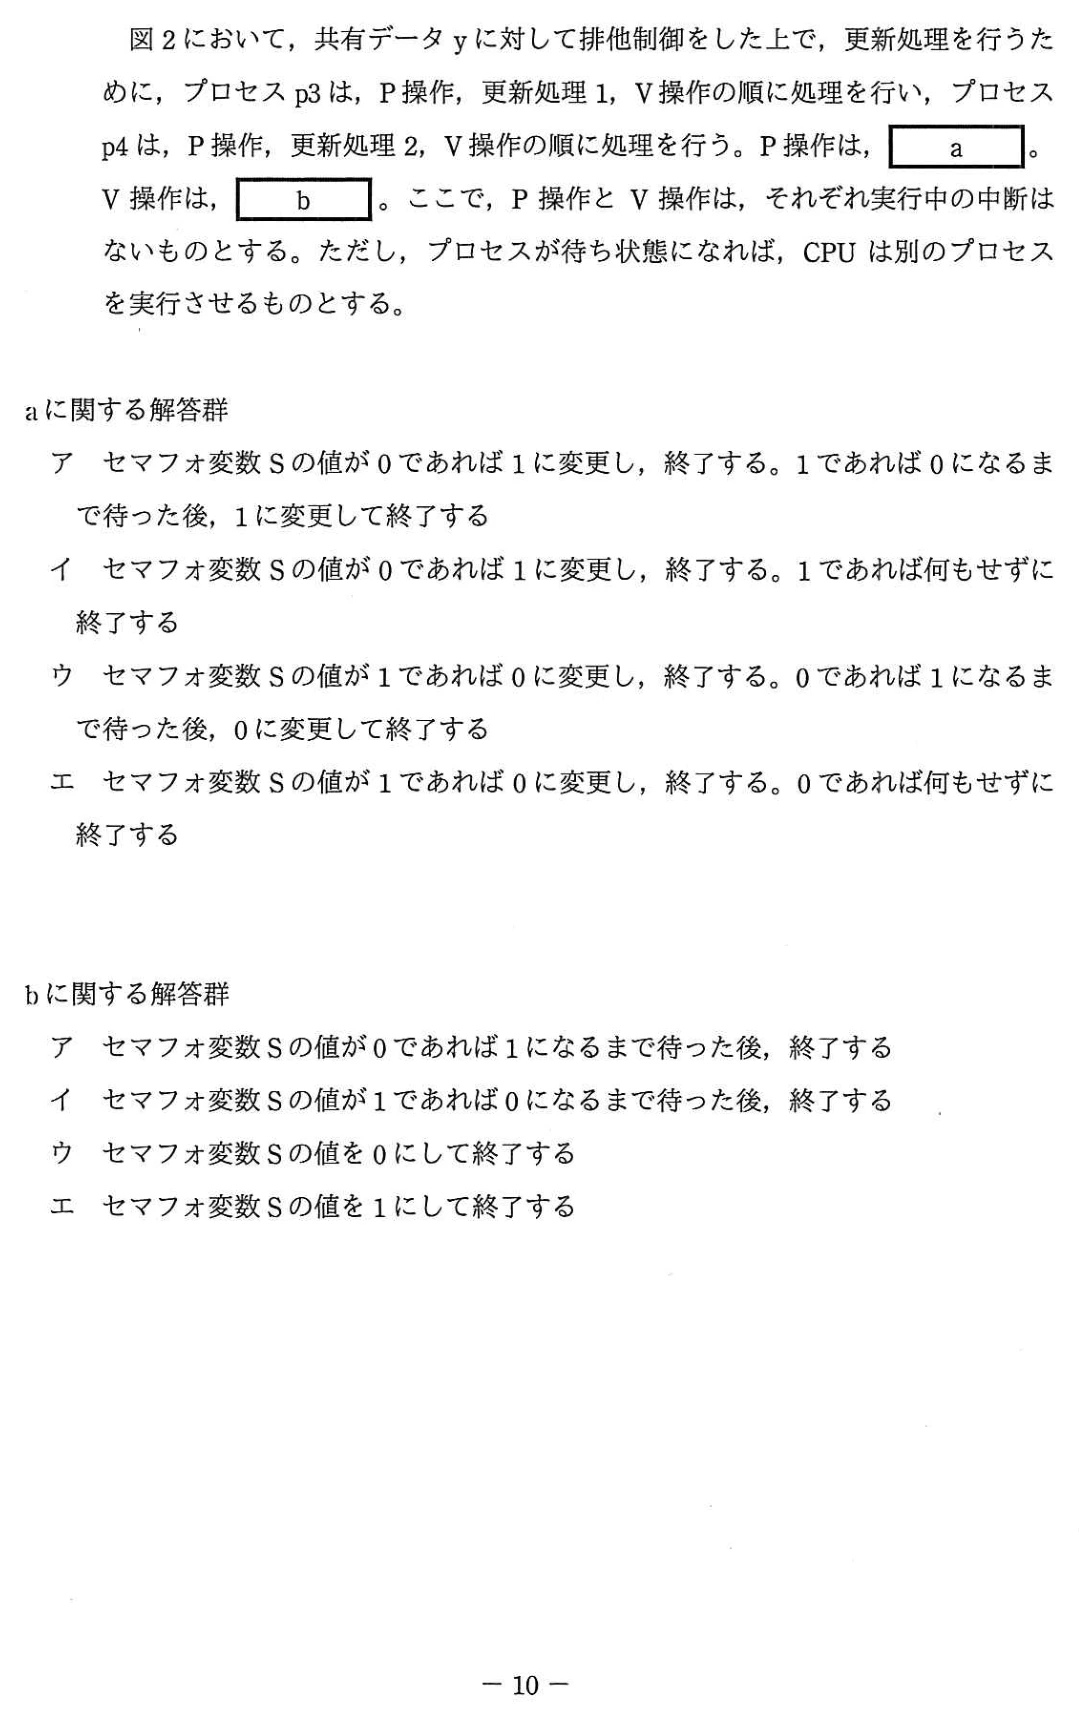 図2において，共有データyに対して排他制御をした上で，更新処理を行うた
めに，プロセスp3は，P操作，更新処理1，V操作の順に処理を行い，プロセス
p4は，P操作，更新処理2，V操作の順に処理を行う。P操作は，a。
V操作は，b。ここで，P操作とV操作は，それぞれ実行中の中断は
ないものとする。ただし，プロセスが待ち状態になれば，CPUは別のプロセス
を実行させるものとする。
aに関する解答群
ア　セマフォ変数Sの値が0であれば1に変更し，終了する。1であれば0になるま
で待った後，1に変更して終了する
イ　セマフォ変数Sの値が0であれば1に変更し，終了する。1であれば何もせずに
終了する
ウ　セマフォ変数Sの値が1であれば0に変更し，終了する。0であれば1になるま
で待った後，0に変更して終了する
エ　セマフォ変数Sの値が1であれば0に変更し，終了する。0であれば何もせずに
終了する
bに関する解答群
ア　セマフォ変数Sの値が0であれば1になるまで待った後，終了する
イ　セマフォ変数Sの値が1であれば0になるまで待った後，終了する
ウ　セマフォ変数Sの値を0にして終了する
エ　セマフォ変数Sの値を1にして終了する
－ 10 －